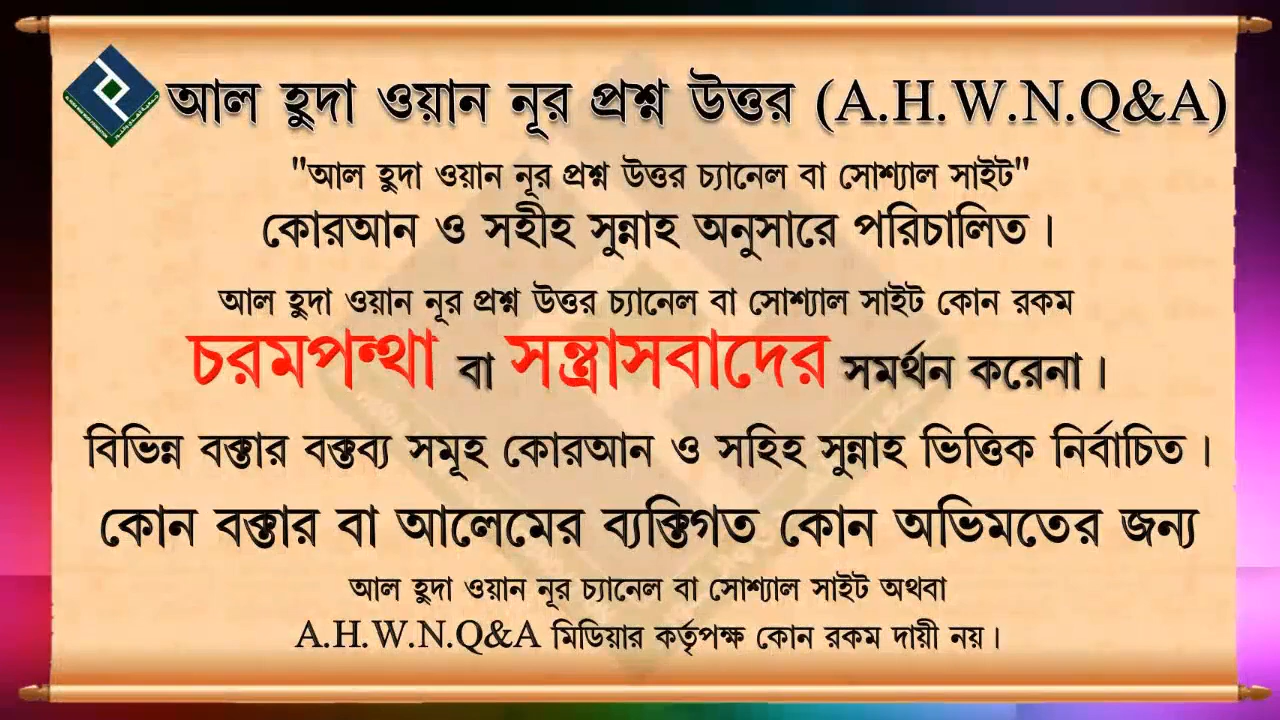 আল হুদা ওয়ান নূর প্রশ্ন উত্তর (A.H.W.N.Q&A)
"আল হুদা ওয়ান নূর প্রশ্ন উত্তর চ্যানেল বা সোশ্যাল সাইট"
কোরআন ও সহীহ সুন্নাহ অনুসারে পরিচালিত।
আল হুদা ওয়ান নূর প্রশ্ন উত্তর চ্যানেল বা সোশ্যাল সাইট কোন রকম
চরমপন্থা বা সন্ত্রাসবাদের সমর্থন করেনা।
বিভিন্ন বক্তার বক্তব্য সমূহ কোরআন ও সহিহ সুন্নাহ ভিত্তিক নির্বাচিত।
কোন বক্তার বা আলেমের ব্যক্তিগত কোন অভিমতের জন্য
আল হুদা ওয়ান নূর চ্যানেল বা সোশ্যাল সাইট অথবা
A.H.W.N.Q&A মিডিয়ার কর্তৃপক্ষ কোন রকম দায়ী নয়।